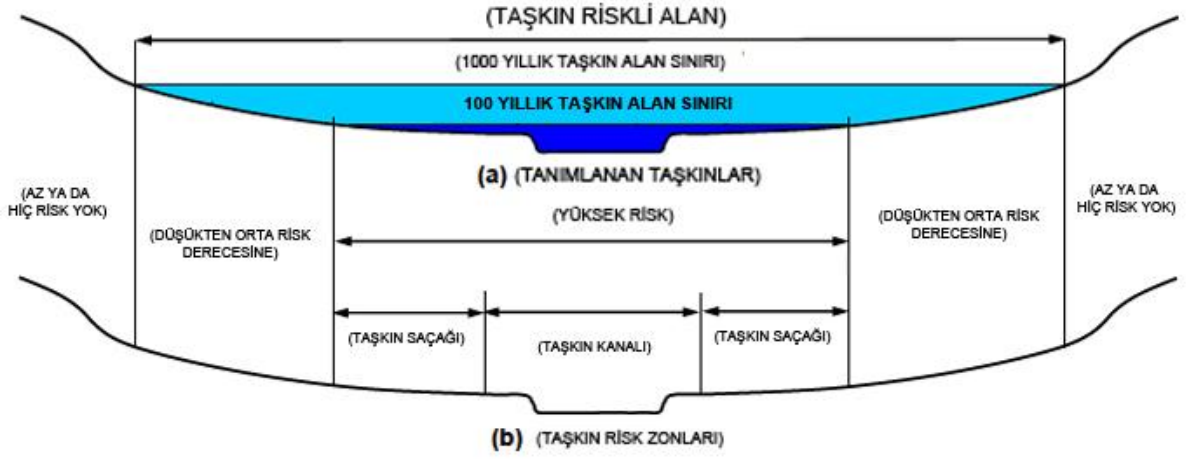 (TAŞKIN RİSKLİ ALAN)
(1000 YILLIK TAŞKIN ALAN SINIRI)
100 YILLIK TAŞKIN ALAN SINIRI
(a) (TANIMLANAN TAŞKINLAR)
(AZ YA DA
HİÇ RİSK YOK)
(DÜŞÜKTEN ORTA RİSK
DERECESİNE)
(YÜKSEK RİSK)
(DÜŞÜKTEN ORTA RİSK
DERECESİNE)
(AZ YA DA
HİÇ RİSK YOK)
(TAŞKIN SAÇAĞI)
(TAŞKIN KANALI)
(TAŞKIN SAÇAĞI)
(b) (TAŞKIN RİSK ZONLARI)